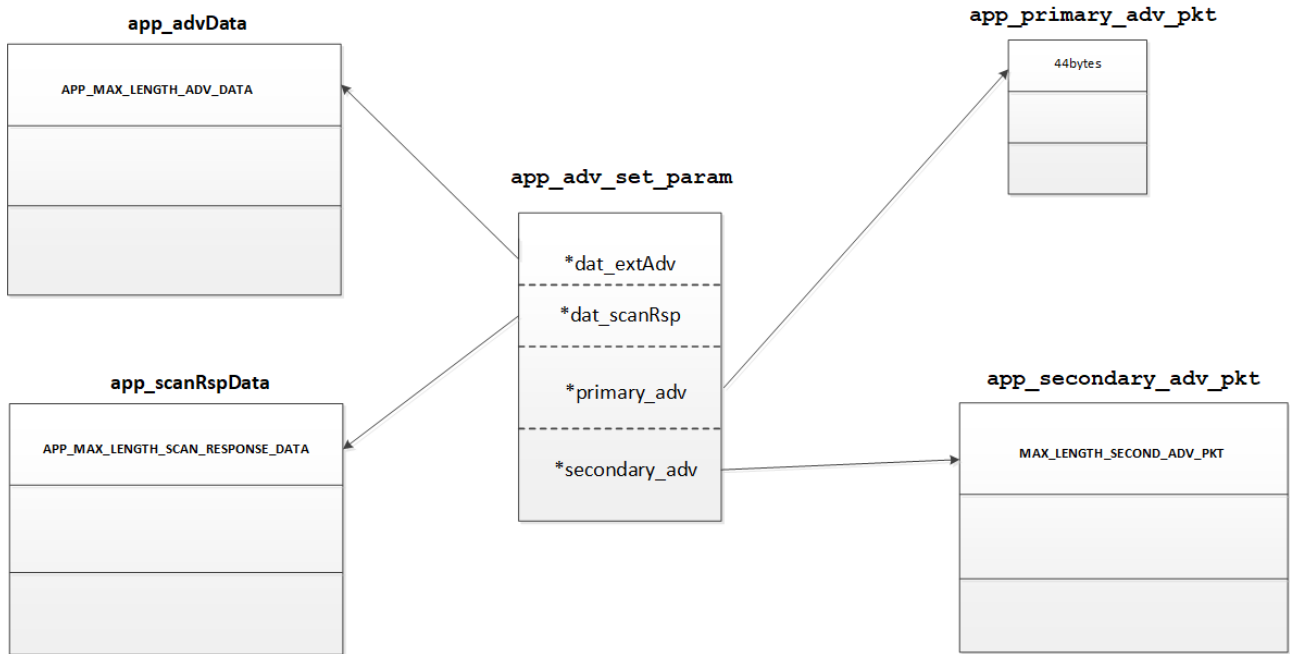 app_advData
APP_MAX_LENGTH_ADV_DATA
app_scanRspData
APP_MAX_LENGTH_SCAN_RESPONSE_DATA
app_adv_set_param
*dat_extAdv
*dat_scanRsp
*primary_adv
*secondary_adv
app_primary_adv_pkt
44bytes
app_secondary_adv_pkt
MAX_LENGTH_SECOND_ADV_PKT